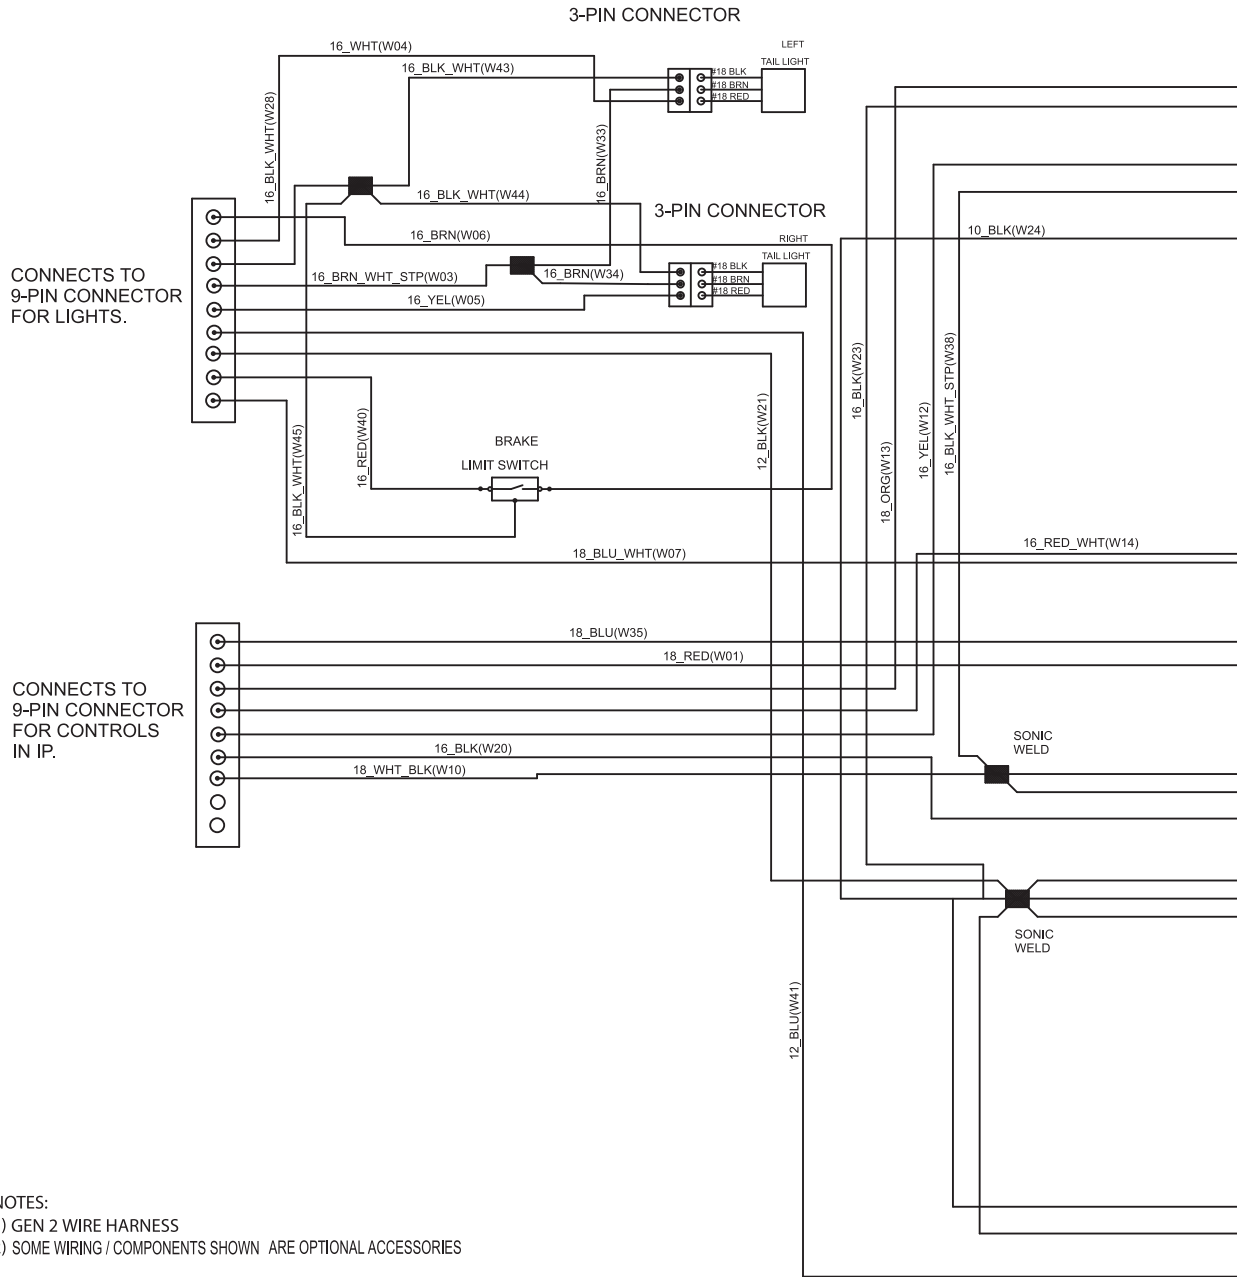 3-PIN CONNECTOR
16_WHT(W04)
16_BLK_WHT(W43)
LEFT
TAIL LIGHT
#18 BLK
#18 BRN
#18 RED
16_BLK_WHT(W28)
16_BRN(W33)
16_BLK_WHT(W44)
3-PIN CONNECTOR
16_BRN(W06)
RIGHT
TAIL LIGHT
#18 BLK
#18 BRN
#18 RED
10_BLK(W24)
CONNECTS TO
9-PIN CONNECTOR
FOR LIGHTS.
16_BRN_WHT_STP(W03)
16_BRN(W34)
16_YEL(W05)
16_BLK_WHT(W45)
16_RED(W40)
BRAKE
LIMIT SWITCH
12_BLK(W21)
16_BLK(W23)
18_ORG(W13)
16_YEL(W12)
16_BLK_WHT_STP(W38)
16_RED_WHT(W14)
18_BLU_WHT(W07)
18_BLU(W35)
18_RED(W01)
CONNECTS TO
9-PIN CONNECTOR
FOR CONTROLS
IN IP.
16_BLK(W20)
18_WHT_BLK(W10)
SONIC
WELD
SONIC
WELD
12_BLU(W41)
NOTES:
) GEN 2 WIRE HARNESS
) SOME WIRING / COMPONENTS SHOWN ARE OPTIONAL ACCESSORIES